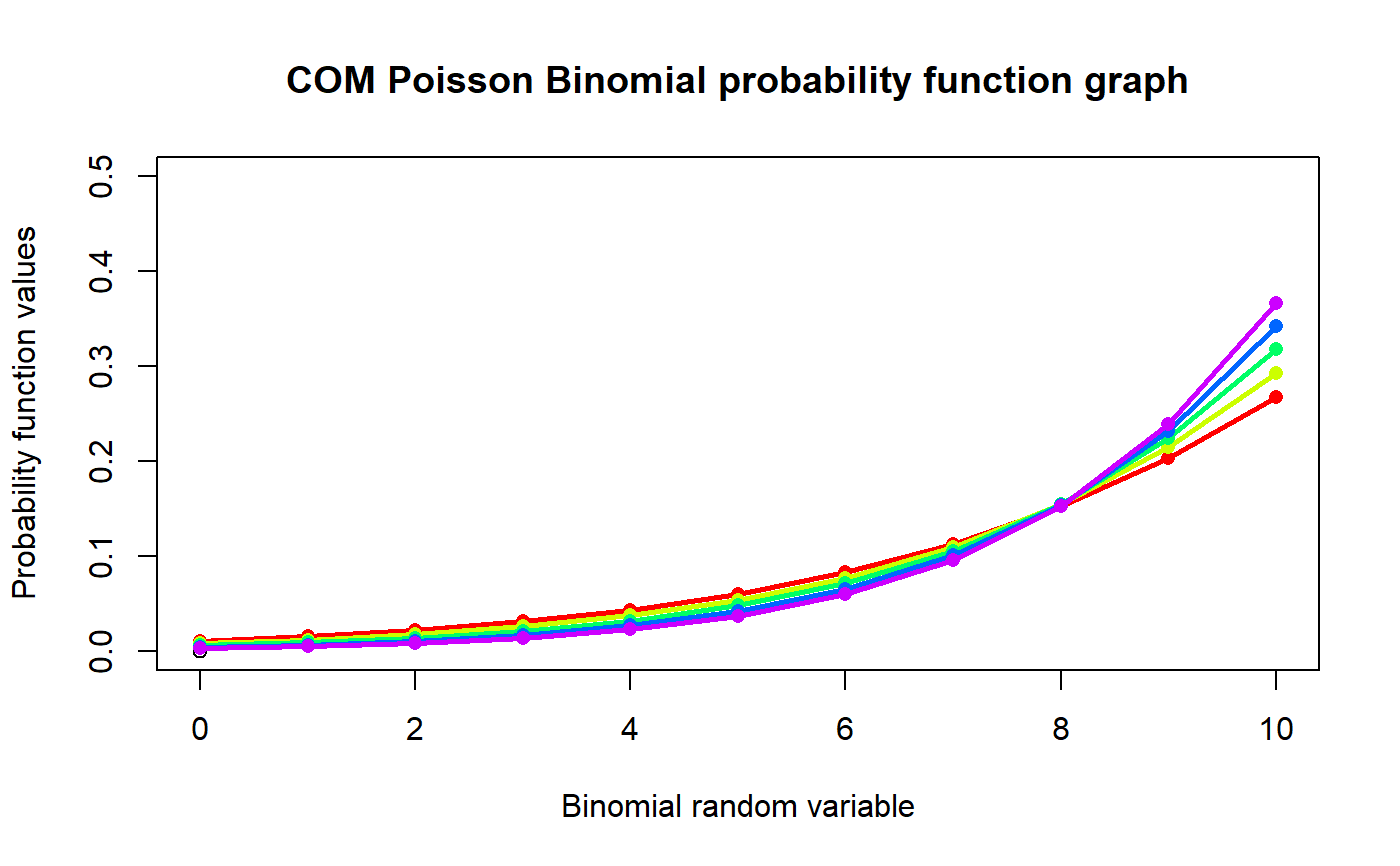 COM Poisson Binomial probability function graph
Probability function values
0.5
0.4
0.3
0.2
0.1
0.0
0 2 4 6 8 10
Binomial random variable